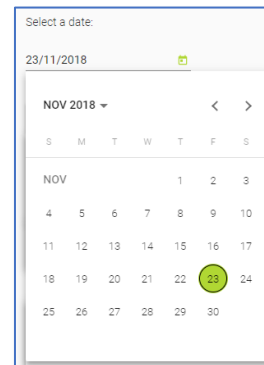 Select a date:
23/11/2018
NOV 2018
S M T W T F S
NOV 1 2 3
4 5 6 7 8 9 10
11 12 13 14 15 16 17
18 19 20 21 22 23 24
25 26 27 28 29 30